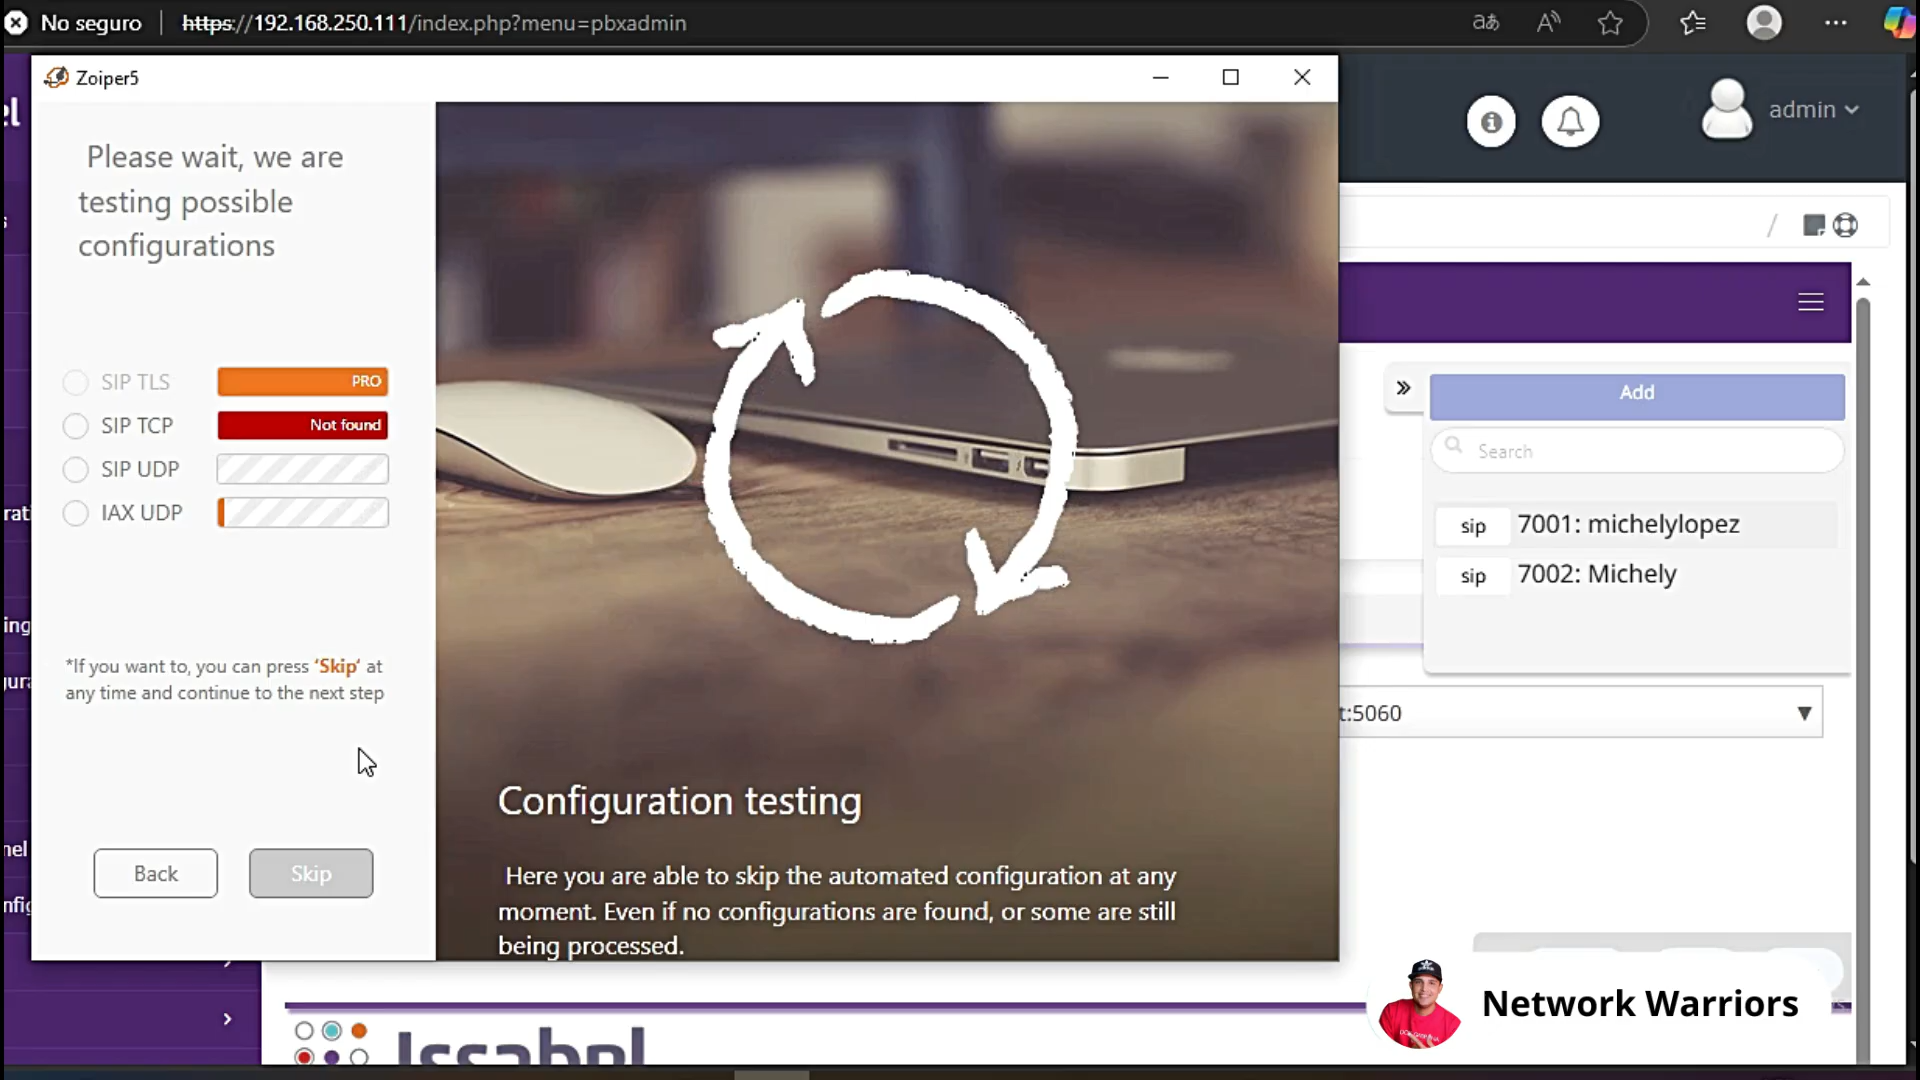 No seguro
https://192.168.250.111/index.php?menu=pbxadmin
Zoiper5
admin
Please wait, we are
testing possible
configurations
SIP TLS
PRO
SIP TCP
Not found
SIP UDP
IAX UDP
Add
Search
sip
7001: michelylopez
sip
7002: Michely
*If you want to, you can press 'Skip' at
any time and continue to the next step
:5060
Back
Skip
Configuration testing
Here you are able to skip the automated configuration at any
moment. Even if no configurations are found, or some are still
being processed.
Network Warriors
Issabel